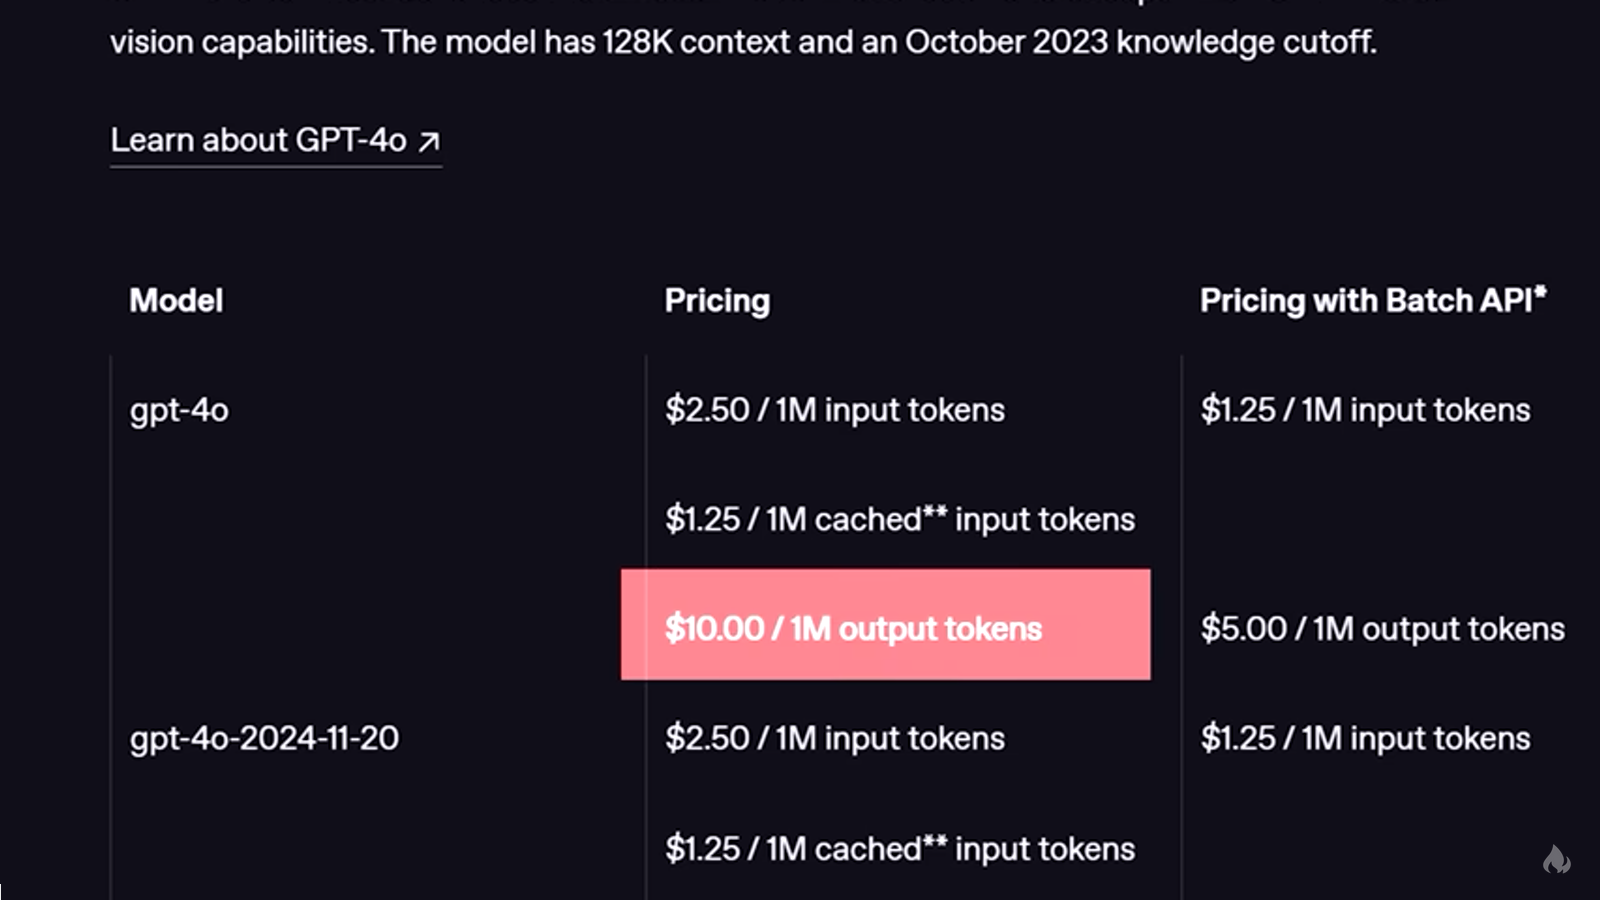 vision capabilities. The model has 128K context and an October 2023 knowledge cutoff.
Learn about GPT-4o ↗
Model Pricing Pricing with Batch API*
gpt-4o $2.50 / 1M input tokens $1.25 / 1M input tokens
$1.25 / 1M cached** input tokens
$10.00 / 1M output tokens $5.00 / 1M output tokens
gpt-4o-2024-11-20 $2.50 / 1M input tokens $1.25 / 1M input tokens
$1.25 / 1M cached** input tokens